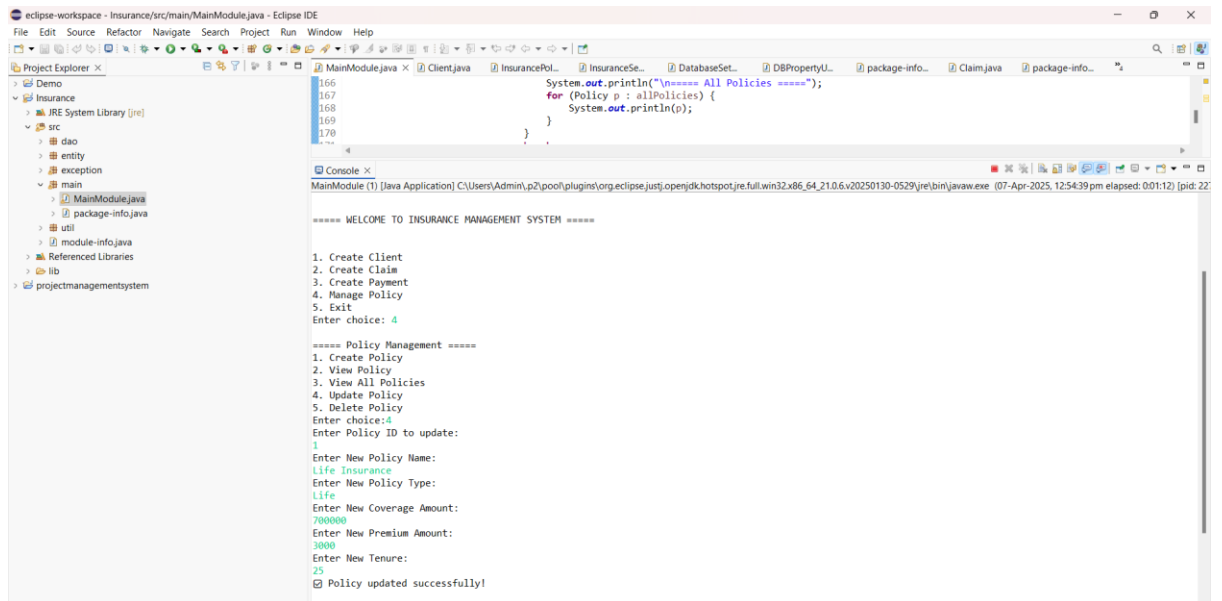 eclipse-workspace - Insurance/src/main/MainModule.java - Eclipse IDE
File Edit Source Refactor Navigate Search Project Run Window Help
Project Explorer
Demo
Insurance
JRE System Library [jre]
src
dao
entity
exception
main
MainModule.java
package-info.java
util
module-info.java
Referenced Libraries
lib
projectmanagementsystem
MainModule.java Client.java InsurancePol... InsuranceSe... DatabaseSet... DBPropertyU... package-info... Claim.java package-info... "4
166 System.out.println("\n===== All Policies =====");
167 for (Policy p : allPolicies) {
168 System.out.println(p);
169 }
170 }
Console
MainModule (1) [Java Application] C:\Users\Admin\.p2\pool\plugins\org.eclipse.justj.openjdk.hotspot.jre.full.win32.x86_64_21.0.6.v20250130-0529\jre\bin\javaw.exe (07-Apr-2025, 12:54:39 pm elapsed: 0:01:12) [pid: 22
===== WELCOME TO INSURANCE MANAGEMENT SYSTEM =====
1. Create Client
2. Create Claim
3. Create Payment
4. Manage Policy
5. Exit
Enter choice: 4
===== Policy Management =====
1. Create Policy
2. View Policy
3. View All Policies
4. Update Policy
5. Delete Policy
Enter choice:4
Enter Policy ID to update:
1
Enter New Policy Name:
Life Insurance
Enter New Policy Type:
Life
Enter New Coverage Amount:
700000
Enter New Premium Amount:
3000
Enter New Tenure:
25
☑ Policy updated successfully!